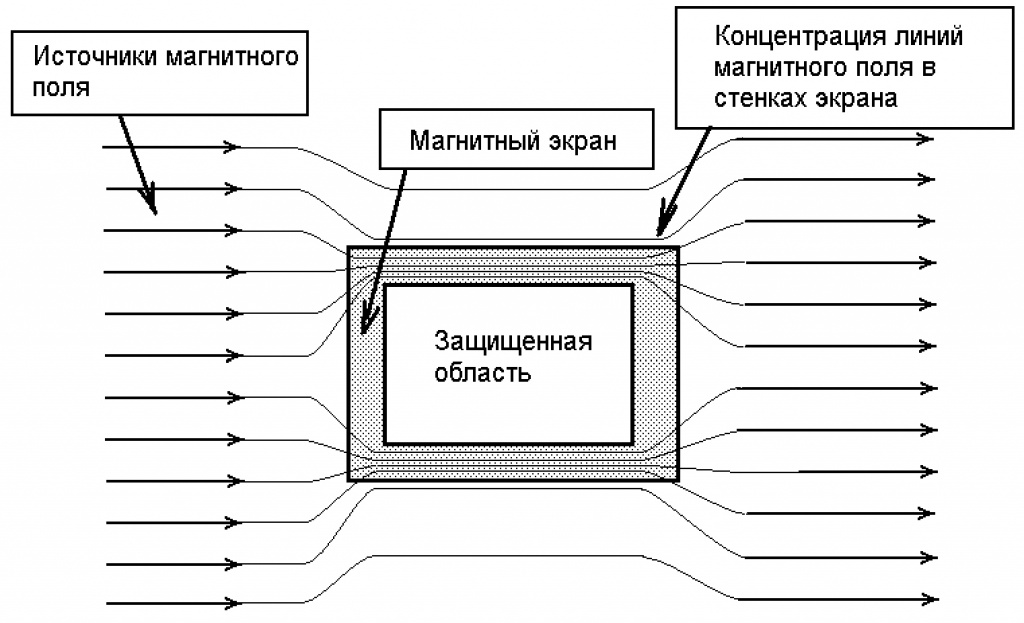 Источники магнитного
поля
Концентрация линий
магнитного поля в
стенках экрана
Магнитный экран
Защищенная
область